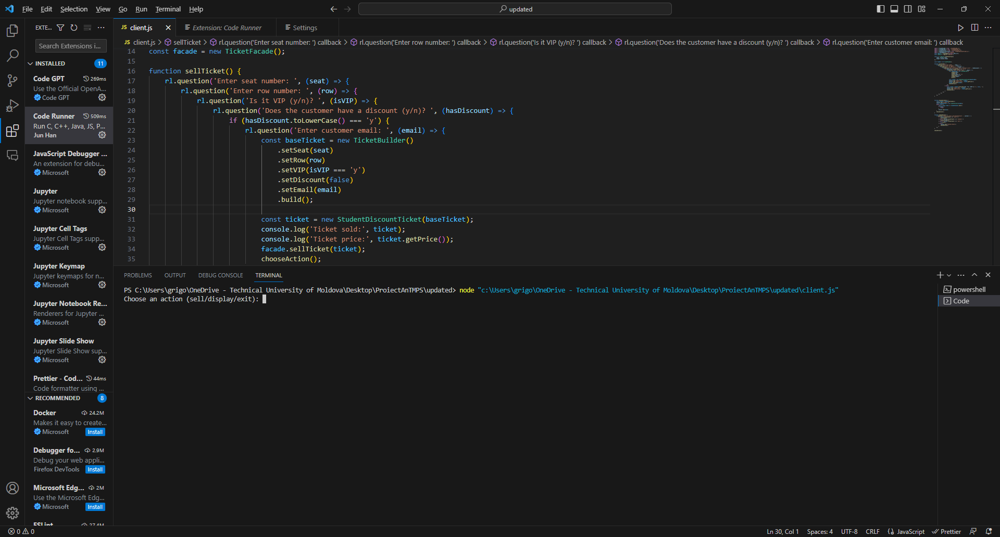 File Edit Selection View Go Run Terminal Help
updated
EXTE...
Search Extensions i...
INSTALLED 11
Code GPT 269ms
Use the Official OpenA...
Code GPT
Code Runner 509ms
Run C, C++, Java, JS, P...
Jun Han
JavaScript Debugger ...
An extension for debu...
Microsoft
Jupyter
Jupyter notebook supp...
Microsoft
Jupyter Cell Tags
Jupyter Cell Tags supp...
Microsoft
Jupyter Keymap
Jupyter keymaps for n...
Microsoft
Jupyter Notebook Re...
Renderers for Jupyter ...
Microsoft
Jupyter Slide Show
Jupyter Slide Show sup...
Microsoft
Prettier - Cod... 44ms
Code formatter using ...
RECOMMENDED 8
Docker 24.2M
Makes it easy to create...
Microsoft Install
Debugger fo... 2.9M
Debug your web appli...
Firefox DevTools Install
Microsoft Edg... 2M
Use the Microsoft Edg...
Microsoft Install
ESLint 27.4M
JS client.js Extension: Code Runner Settings
JS client.js > sellTicket > rl.question('Enter seat number: ') callback > rl.question('Enter row number: ') callback > rl.question('Is it VIP (y/n)? ') callback > rl.question('Does the customer have a discount (y/n)? ') callback > rl.question('Enter customer email: ') callback
14 const facade = new TicketFacade();
15
16 function sellTicket() {
17 rl.question('Enter seat number: ', (seat) => {
18 rl.question('Enter row number: ', (row) => {
19 rl.question('Is it VIP (y/n)? ', (isVIP) => {
20 rl.question('Does the customer have a discount (y/n)? ', (hasDiscount) => {
21 if (hasDiscount.toLowerCase() === 'y') {
22 rl.question('Enter customer email: ', (email) => {
23 const baseTicket = new TicketBuilder()
24 .setSeat(seat)
25 .setRow(row)
26 .setVIP(isVIP === 'y')
27 .setDiscount(false)
28 .setEmail(email)
29 .build();
30
31 const ticket = new StudentDiscountTicket(baseTicket);
32 console.log('Ticket sold:', ticket);
33 console.log('Ticket price:', ticket.getPrice());
34 facade.sellTicket(ticket);
35 chooseAction();
PROBLEMS OUTPUT DEBUG CONSOLE TERMINAL
PS C:\Users\grigo\OneDrive - Technical University of Moldova\Desktop\ProiectAnTMPS\updated> node "c:\Users\grigo\OneDrive - Technical University of Moldova\Desktop\ProiectAnTMPS\updated\client.js"
Choose an action (sell/display/exit):
powershell
Code
0 0
Ln 30, Col 1 Spaces: 4 UTF-8 CRLF JavaScript Prettier